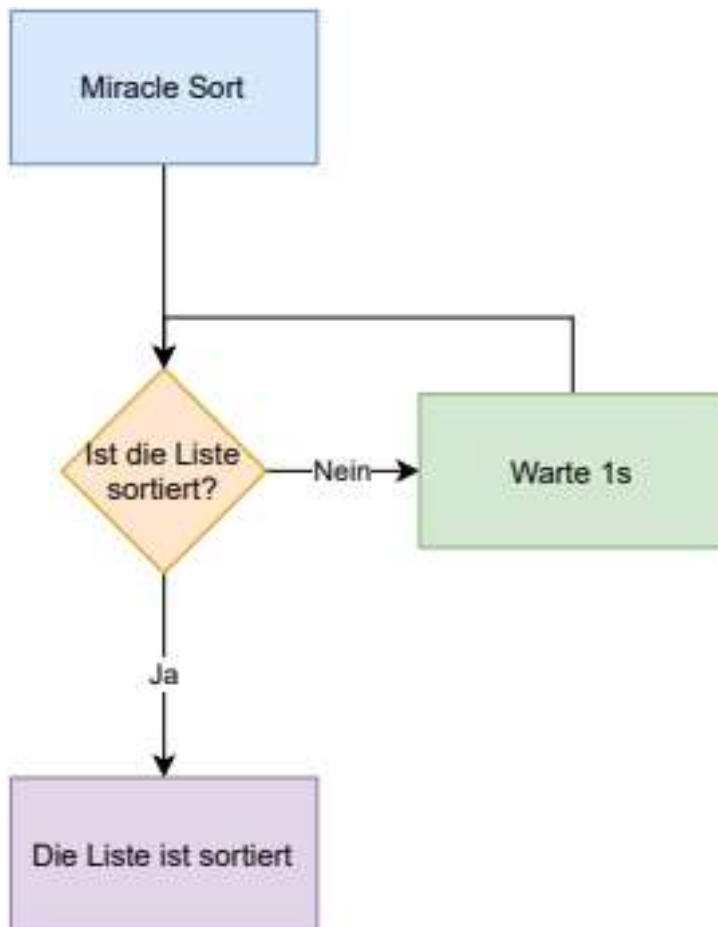 Miracle Sort
Ist die Liste
sortiert?
Nein
Warte 1s
Ja
Die Liste ist sortiert